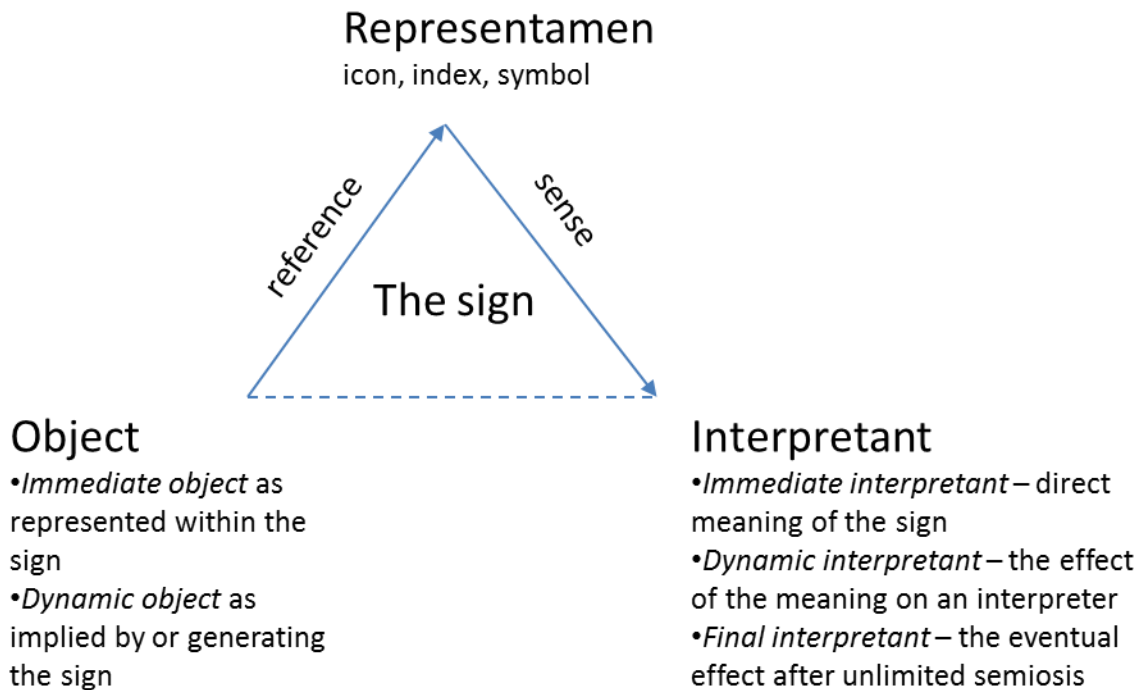 Representamen
icon, index, symbol
reference
sense
The sign
Object
•Immediate object as
represented within the
sign
•Dynamic object as
implied by or generating
the sign
Interpretant
•Immediate interpretant – direct
meaning of the sign
•Dynamic interpretant – the effect
of the meaning on an interpreter
•Final interpretant – the eventual
effect after unlimited semiosis